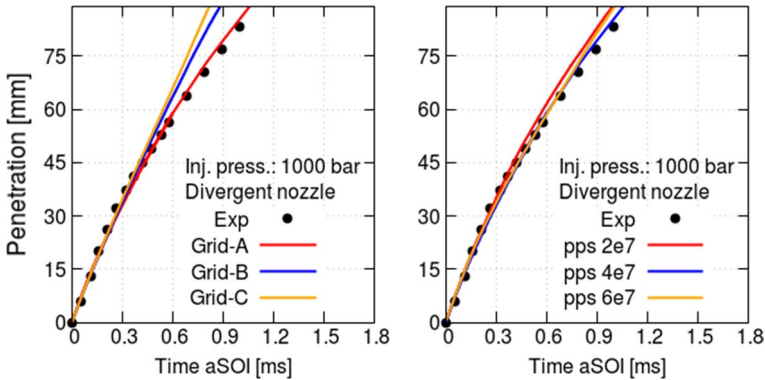 Penetration [mm]
75
60
45
30
15
0
Inj. press.: 1000 bar
Divergent nozzle
Exp
Grid-A
Grid-B
Grid-C
0 0.3 0.6 0.9 1.2 1.5 1.8
Time aSOI [ms]
75
60
45
30
15
0
Inj. press.: 1000 bar
Divergent nozzle
Exp
pps 2e7
pps 4e7
pps 6e7
0 0.3 0.6 0.9 1.2 1.5 1.8
Time aSOI [ms]